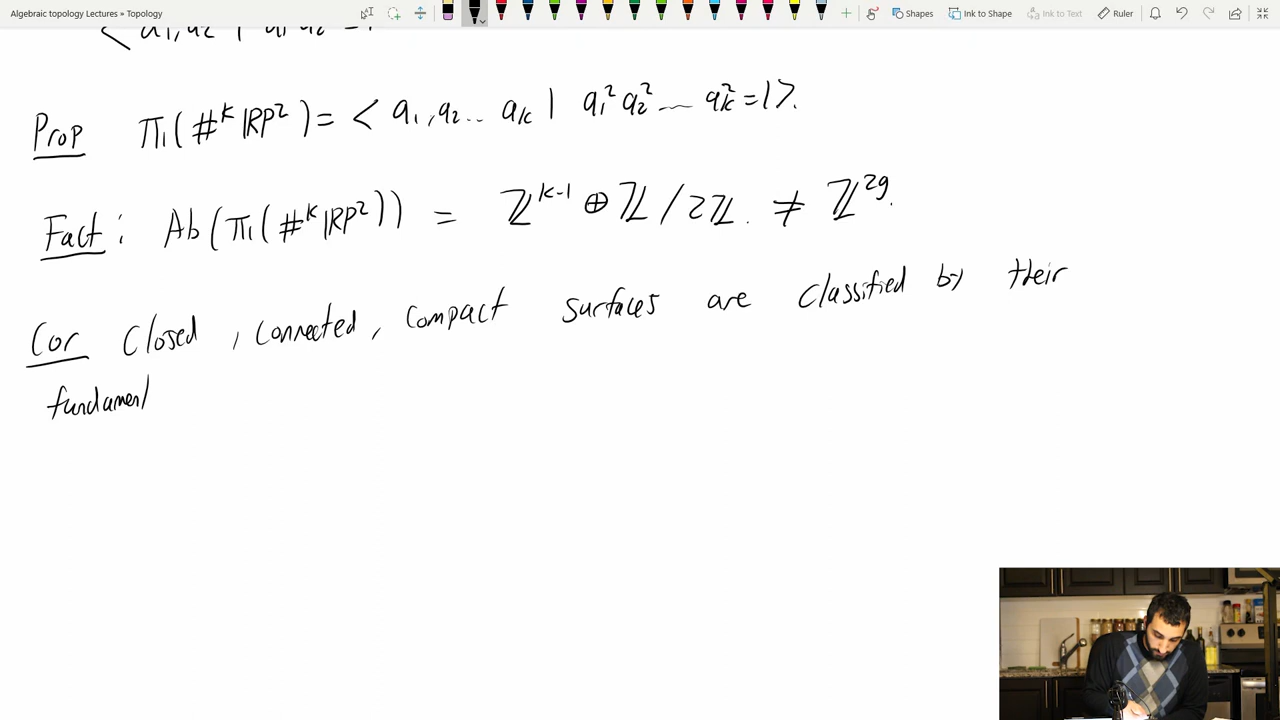 Algebraic topology Lectures » Topology
Shapes Ink to Shape Ink to Text Ruler
Prop π₁(#ᵏ ℝP²) = < a₁, a₂ ... aₖ | a₁² a₂² ... aₖ² = 1 >.
Fact: Ab(π₁(#ᵏ ℝP²)) = ℤᵏ⁻¹ ⊕ ℤ/2ℤ. ≠ ℤ²ᵍ.
Cor Closed, connected, compact surfaces are classified by their
fundament